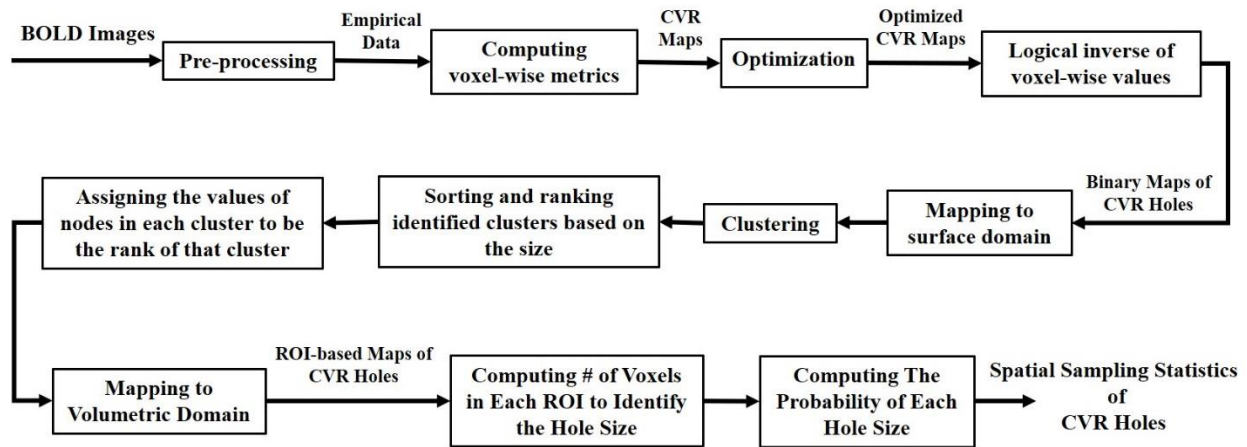 BOLD Images
Pre-processing
Empirical
Data
Computing
voxel-wise metrics
CVR
Maps
Optimization
Optimized
CVR Maps
Logical inverse of
voxel-wise values
Binary Maps of
CVR Holes
Mapping to
surface domain
Clustering
Sorting and ranking
identified clusters based on
the size
Assigning the values of
nodes in each cluster to be
the rank of that cluster
Mapping to
Volumetric Domain
ROI-based Maps of
CVR Holes
Computing # of Voxels
in Each ROI to Identify
the Hole Size
Computing The
Probability of Each
Hole Size
Spatial Sampling Statistics
of
CVR Holes